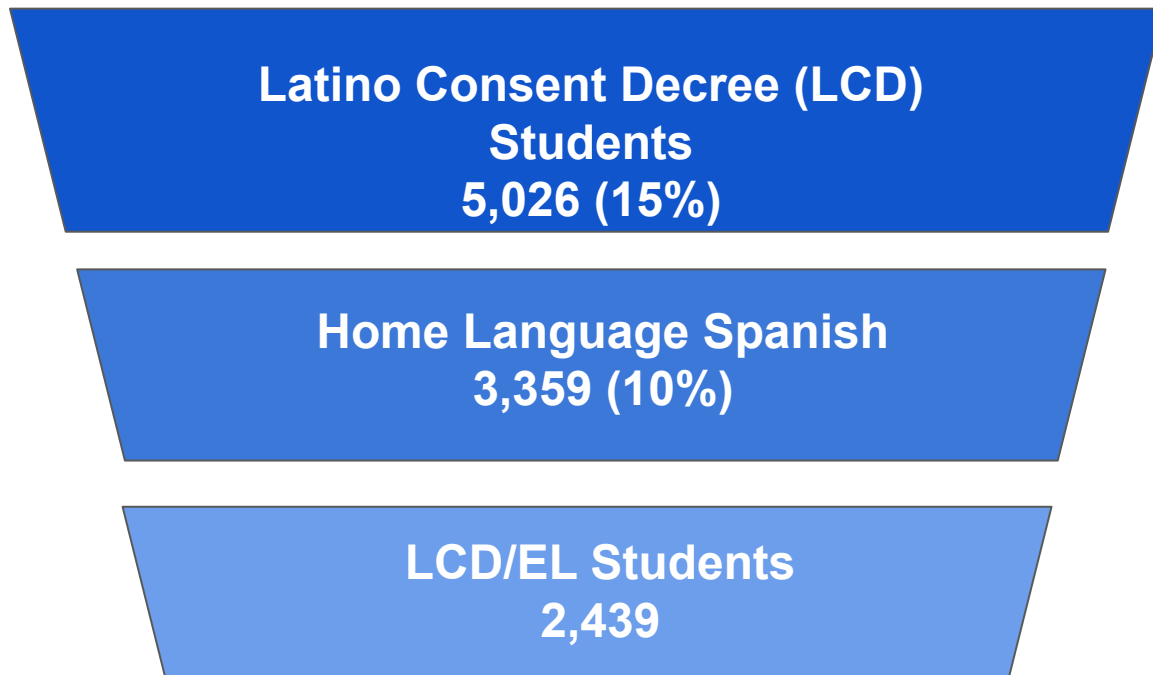 Latino Consent Decree (LCD)
Students
5,026 (15%)
Home Language Spanish
3,359 (10%)
LCD/EL Students
2,439